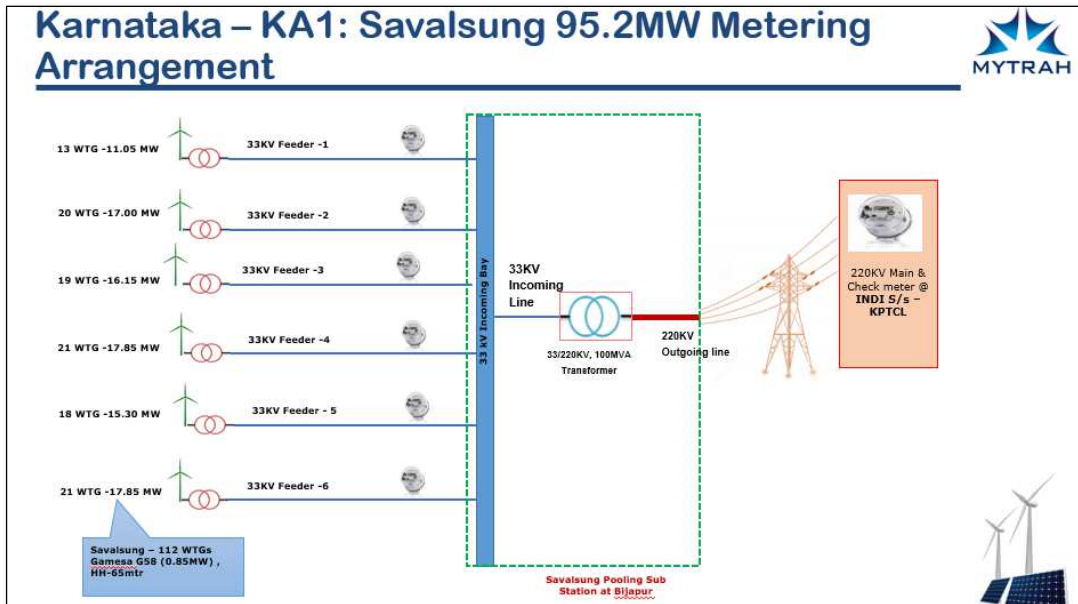 Karnataka – KA1: Savalsung 95.2MW Metering
Arrangement
MYTRAH
13 WTG -11.05 MW
33KV Feeder -1
20 WTG -17.00 MW
33KV Feeder -2
19 WTG -16.15 MW
33KV Feeder -3
21 WTG -17.85 MW
33KV Feeder -4
18 WTG -15.30 MW
33KV Feeder - 5
21 WTG -17.85 MW
33KV Feeder -6
Savalsung – 112 WTGs
Gamesa G58 (0.85MW) ,
HH-65mtr
33 kV Incoming Bay
33KV
Incoming
Line
33/220KV, 100MVA
Transformer
220KV
Outgoing line
220KV Main &
Check meter @
INDI S/s –
KPTCL
Savalsung Pooling Sub
Station at Bijapur